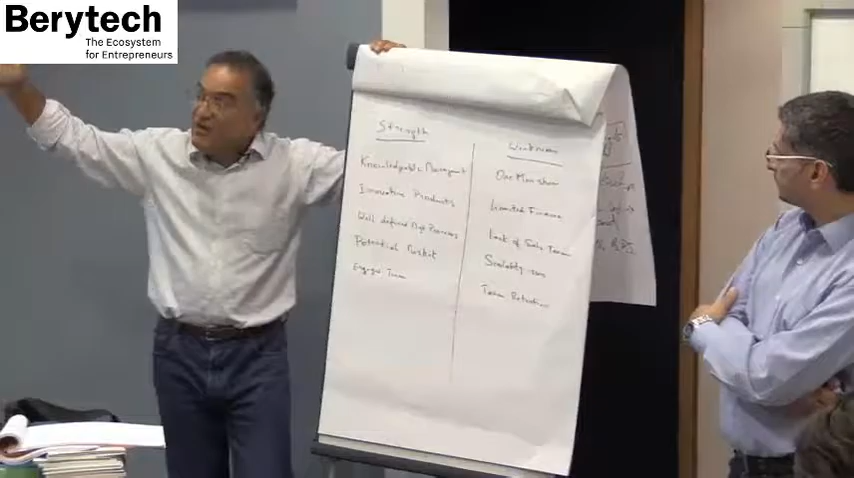 Berytech
The Ecosystem
for Entrepreneurs
Strength
Knowledgeable Management
Innovative Products
Well defined Process
Potential Market
Engaged Team
Weakness
One Man show
Limited Finance
Lack of Sales Team
Scalability issues
Team Retention